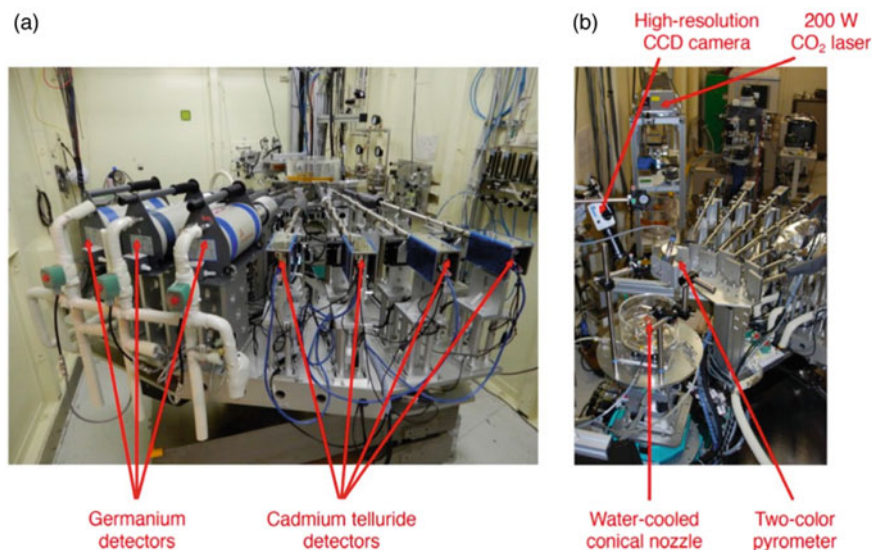 (a)
(b)
High-resolution
CCD camera
200 W
CO₂ laser
Germanium
detectors
Cadmium telluride
detectors
Water-cooled
conical nozzle
Two-color
pyrometer